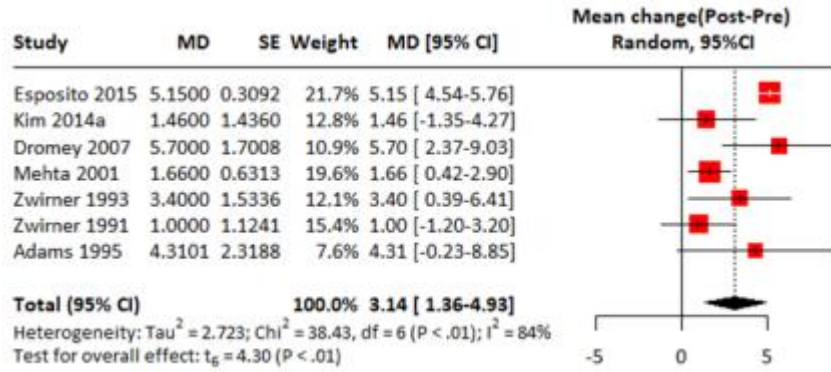 Mean change(Post-Pre)
Study MD SE Weight MD [95% CI] Random, 95%CI
Esposito 2015 5.1500 0.3092 21.7% 5.15 [ 4.54-5.76]
Kim 2014a 1.4600 1.4360 12.8% 1.46 [-1.35-4.27]
Dromey 2007 5.7000 1.7008 10.9% 5.70 [ 2.37-9.03]
Mehta 2001 1.6600 0.6313 19.6% 1.66 [ 0.42-2.90]
Zwirner 1993 3.4000 1.5336 12.1% 3.40 [ 0.39-6.41]
Zwirner 1991 1.0000 1.1241 15.4% 1.00 [-1.20-3.20]
Adams 1995 4.3101 2.3188 7.6% 4.31 [-0.23-8.85]
Total (95% CI) 100.0% 3.14 [ 1.36-4.93]
Heterogeneity: Tau² = 2.723; Chi² = 38.43, df = 6 (P < .01); I² = 84%
Test for overall effect: t₆ = 4.30 (P < .01)
-5 0 5